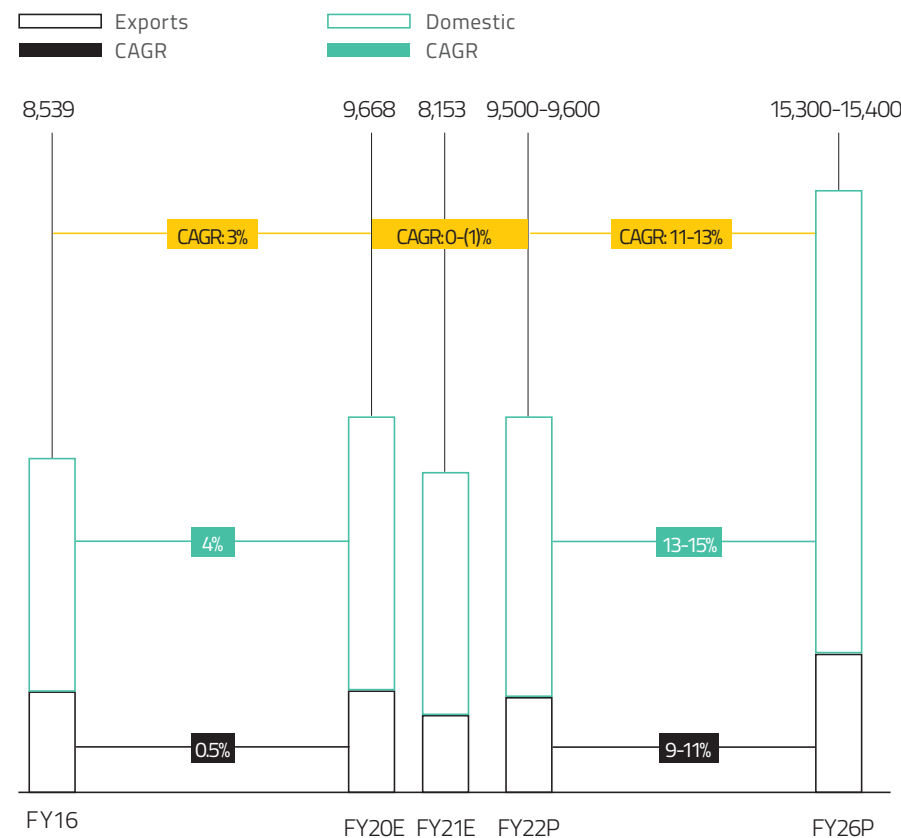 Exports
Domestic
CAGR
CAGR
8,539
9,668
8,153
9,500-9,600
15,300-15,400
CAGR: 3%
CAGR: 0-(1)%
CAGR: 11-13%
4%
13-15%
0.5%
9-11%
FY16
FY20E
FY21E
FY22P
FY26P